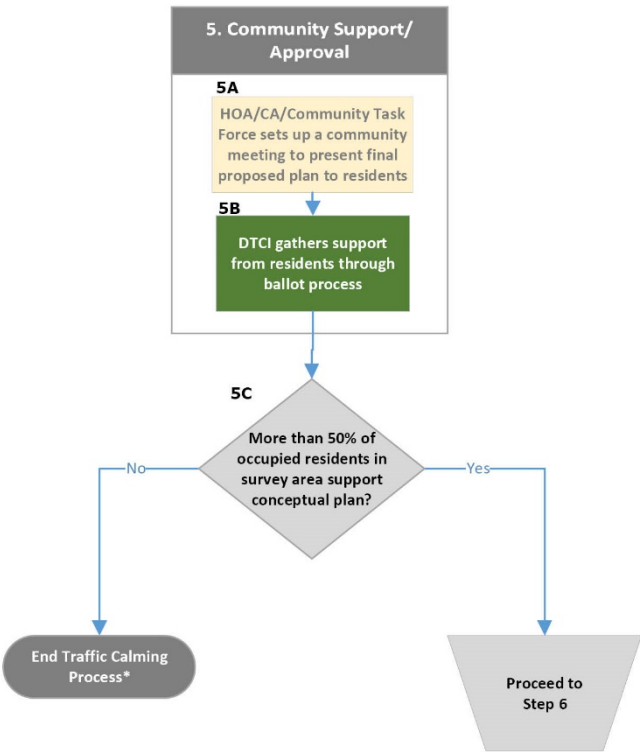 5. Community Support/
Approval
5A
HOA/CA/Community Task
Force sets up a community
meeting to present final
proposed plan to residents
5B
DTCI gathers support
from residents through
ballot process
5C
More than 50% of
occupied residents in
survey area support
conceptual plan?
No
Yes
End Traffic Calming
Process*
Proceed to
Step 6